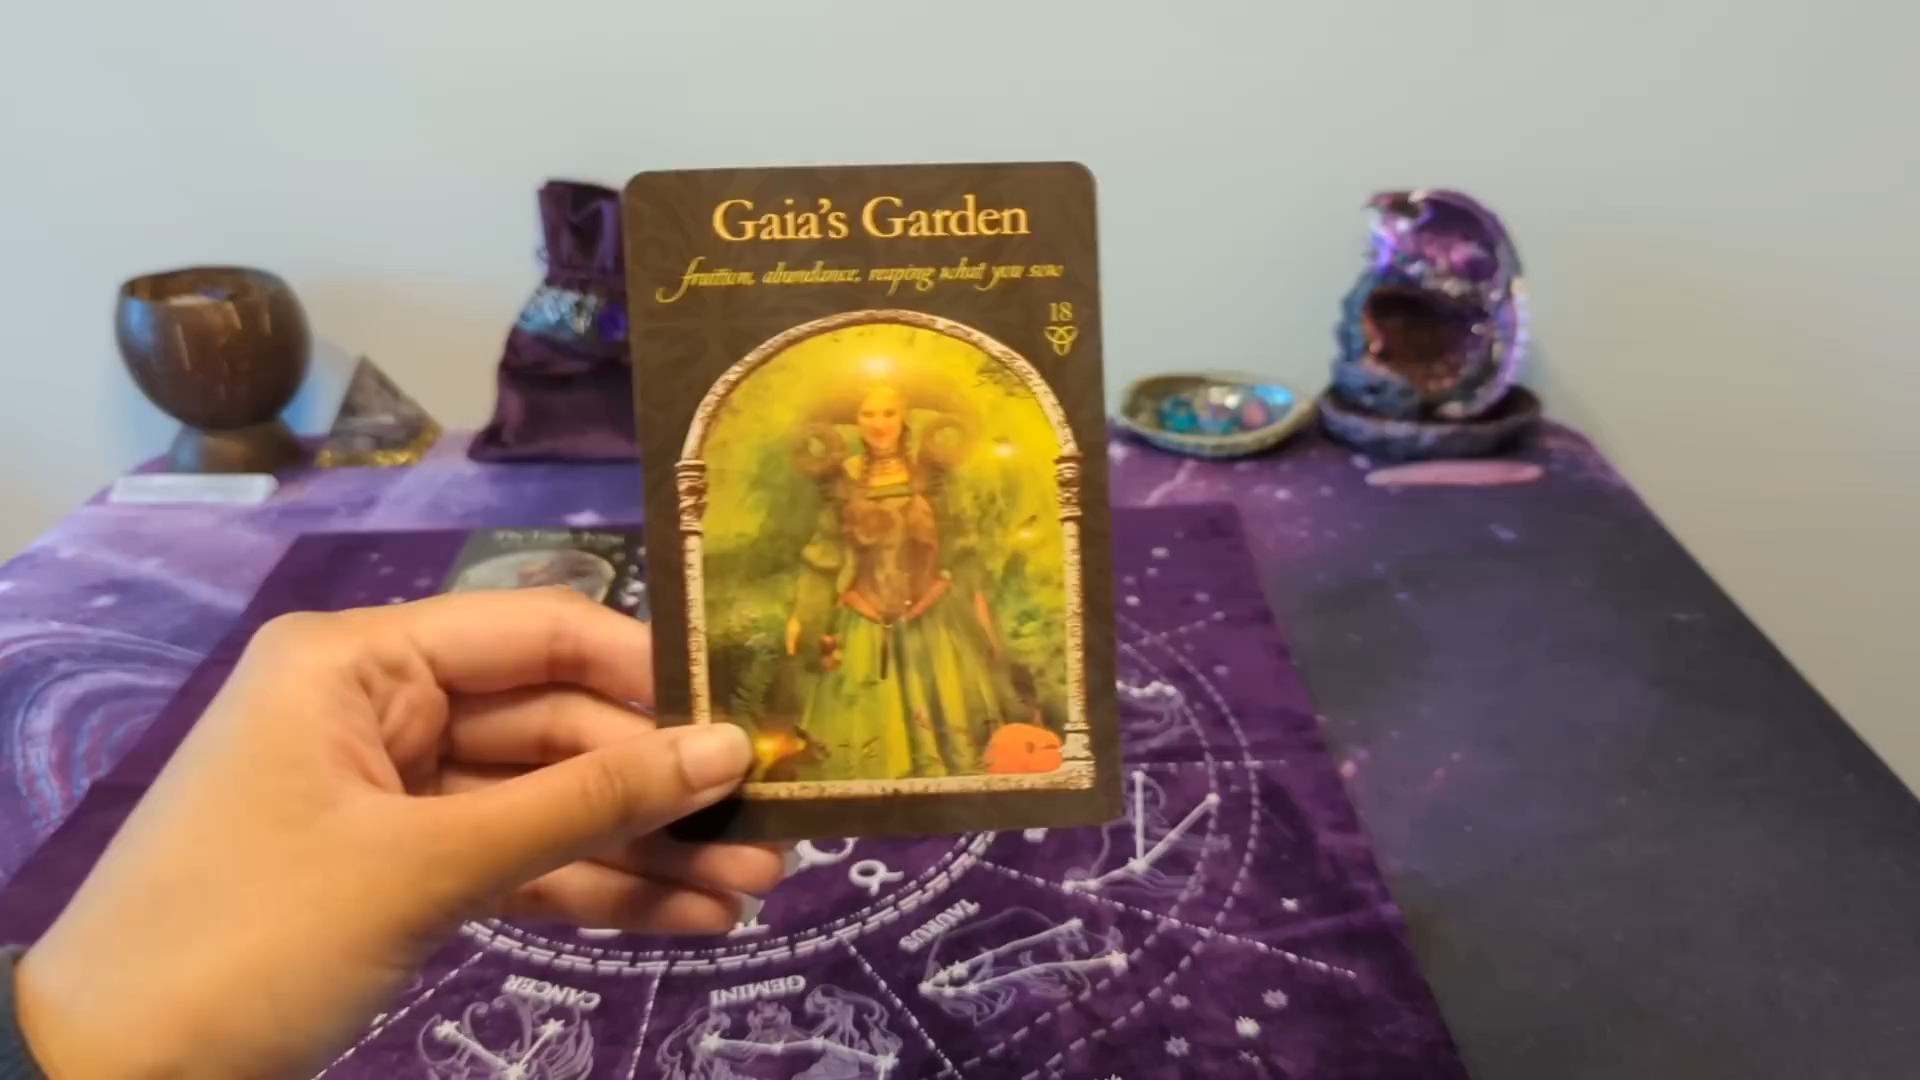 Gaia's Garden
fruition, abundance, reaping what you sow
18
TAURUS
GEMINI
CANCER